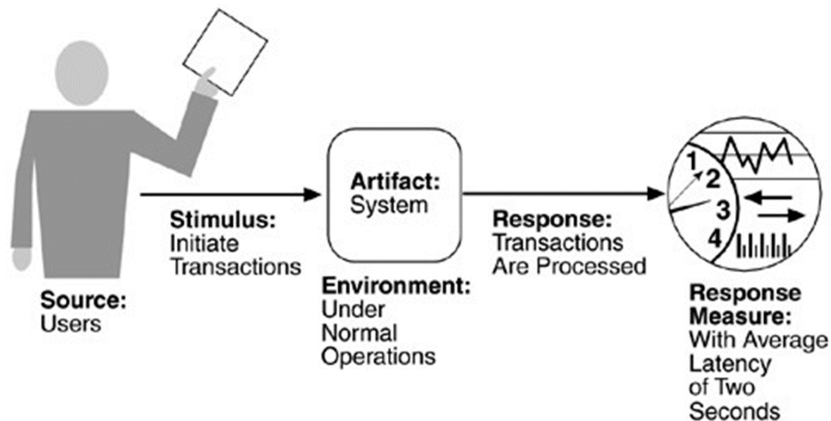 Source:
Users
Stimulus:
Initiate
Transactions
Artifact:
System
Environment:
Under
Normal
Operations
Response:
Transactions
Are Processed
1
2
3
4
Response
Measure:
With Average
Latency
of Two
Seconds